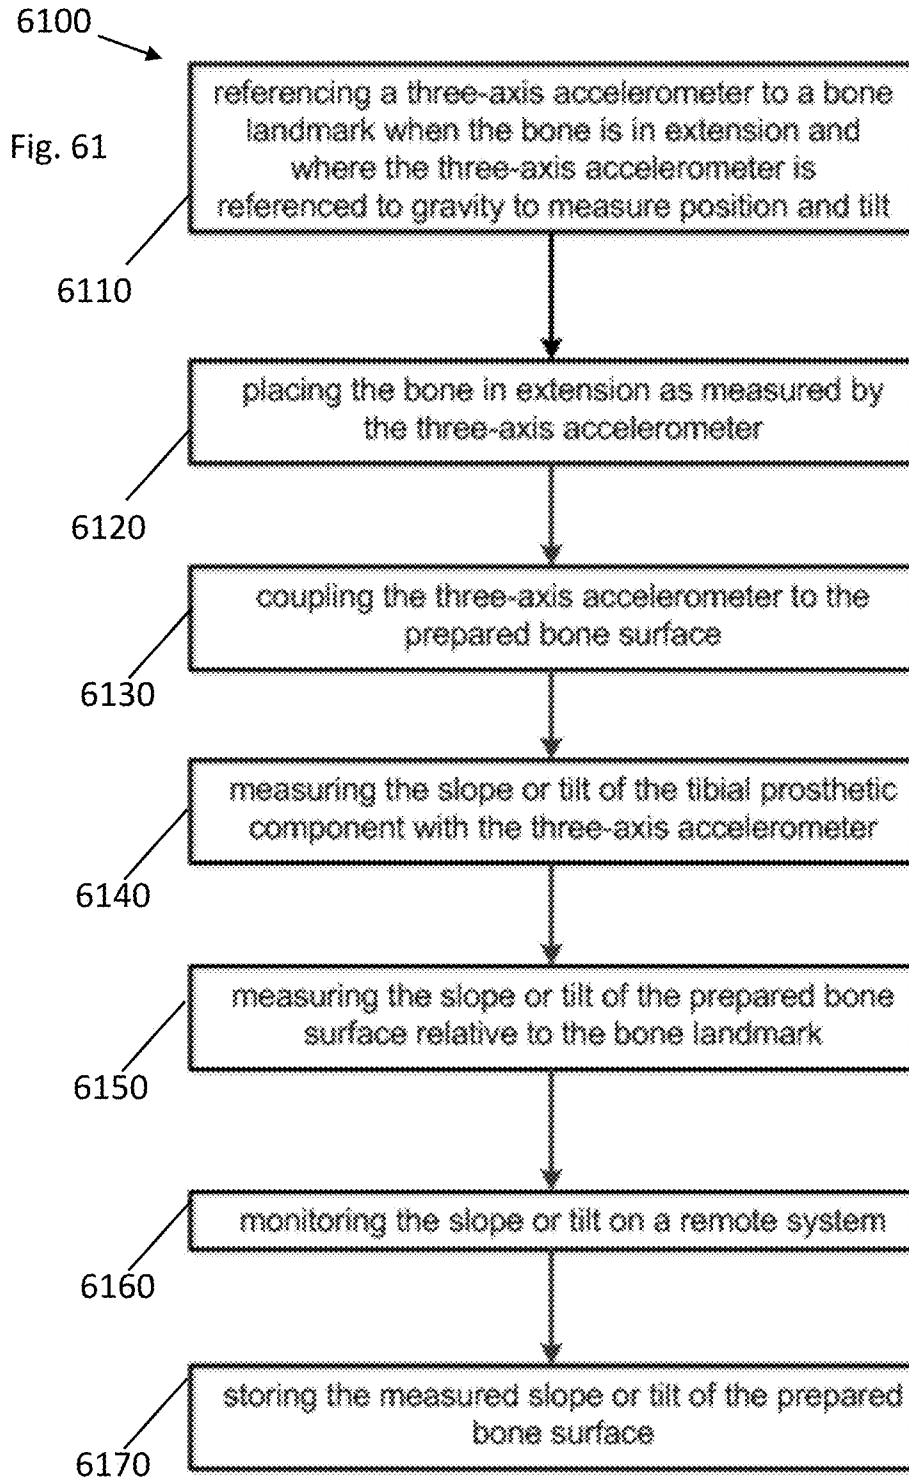 6100
Fig. 61
referencing a three-axis accelerometer to a bone
landmark when the bone is in extension and
where the three-axis accelerometer is
referenced to gravity to measure position and tilt
6110
placing the bone in extension as measured by
the three-axis accelerometer
6120
coupling the three-axis accelerometer to the
prepared bone surface
6130
measuring the slope or tilt of the tibial prosthetic
component with the three-axis accelerometer
6140
measuring the slope or tilt of the prepared bone
surface relative to the bone landmark
6150
monitoring the slope or tilt on a remote system
6160
storing the measured slope or tilt of the prepared
bone surface
6170